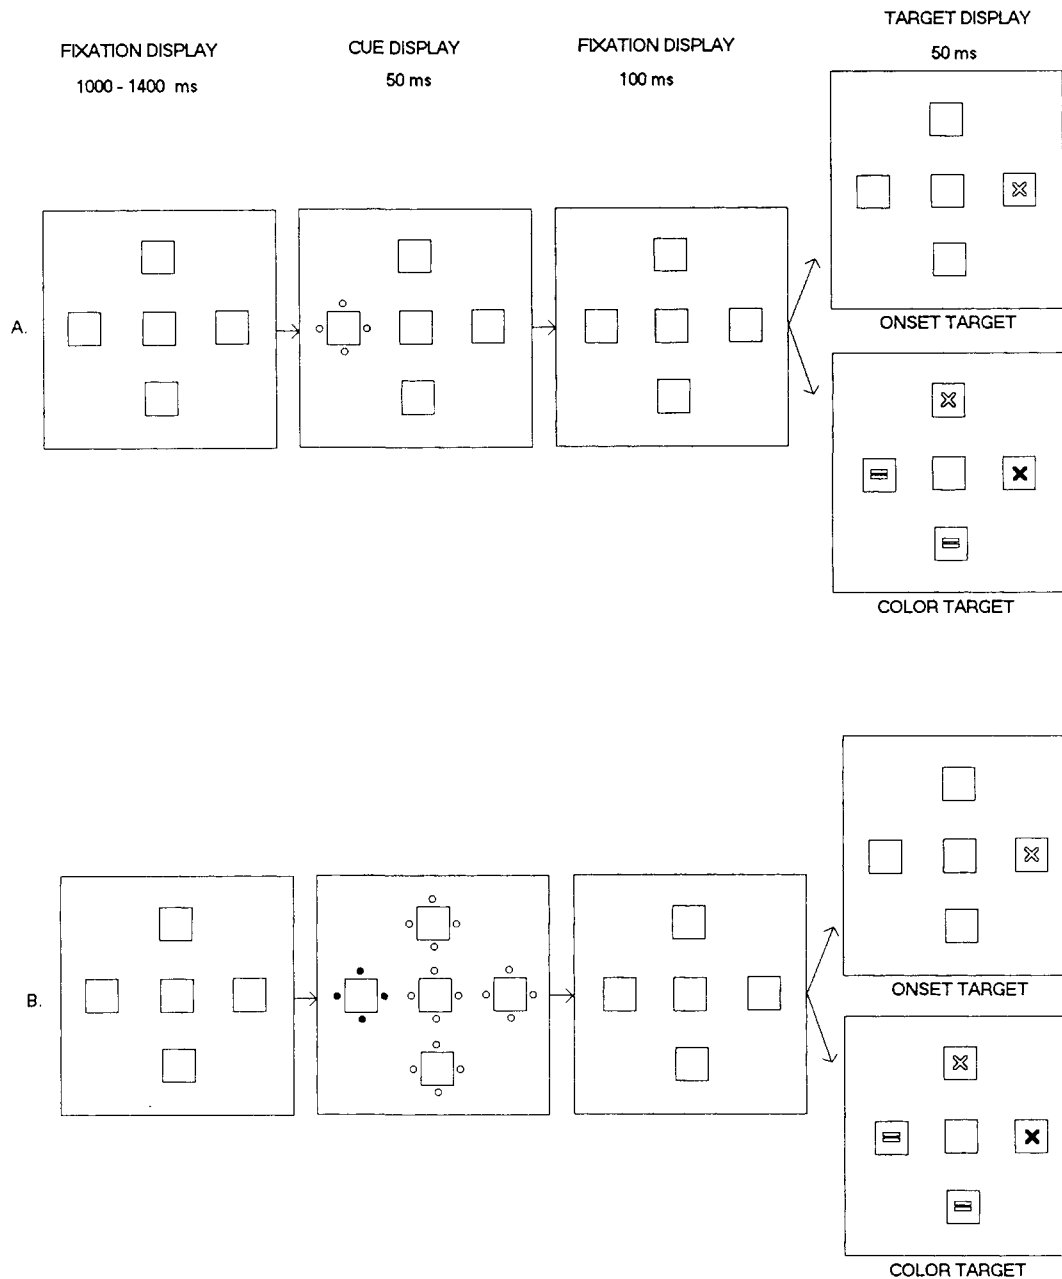 FIXATION DISPLAY
1000 - 1400 ms
CUE DISPLAY
50 ms
FIXATION DISPLAY
100 ms
TARGET DISPLAY
50 ms
A.
ONSET TARGET
COLOR TARGET
B.
ONSET TARGET
COLOR TARGET